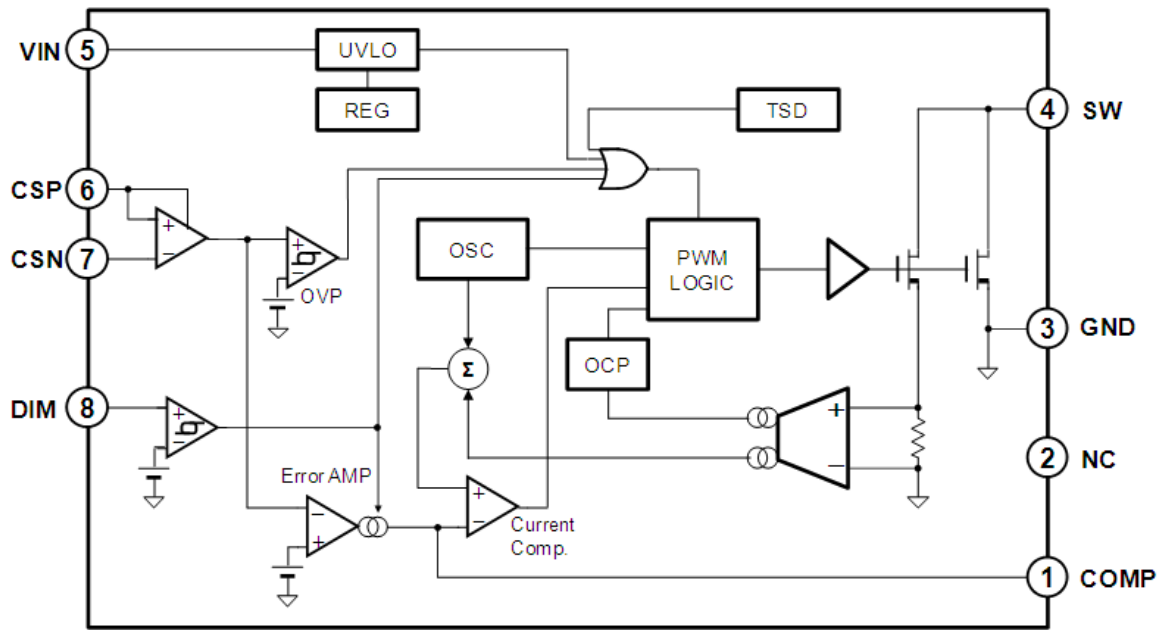 VIN 5
UVLO
REG
TSD
4 SW
CSP 6
+
CSN 7
−
+
−
OVP
OSC
PWM
LOGIC
3 GND
Σ
OCP
DIM 8
+
−
+
−
2 NC
Error AMP
−
+
+
−
Current
Comp.
1 COMP